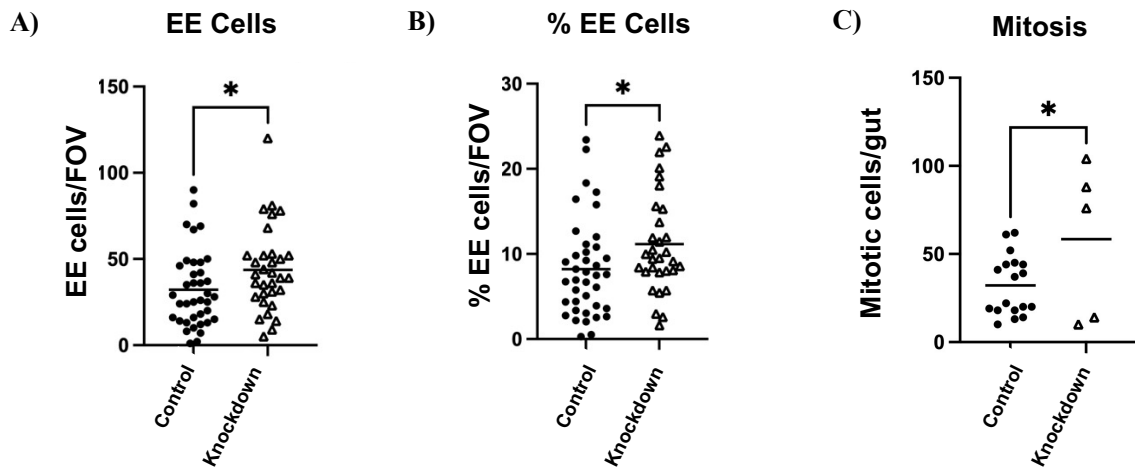 A)
EE Cells
EE cells/FOV
150
100
50
0
*
Control
Knockdown
B)
% EE Cells
% EE cells/FOV
30
20
10
0
*
Control
Knockdown
C)
Mitosis
Mitotic cells/gut
150
100
50
0
*
Control
Knockdown